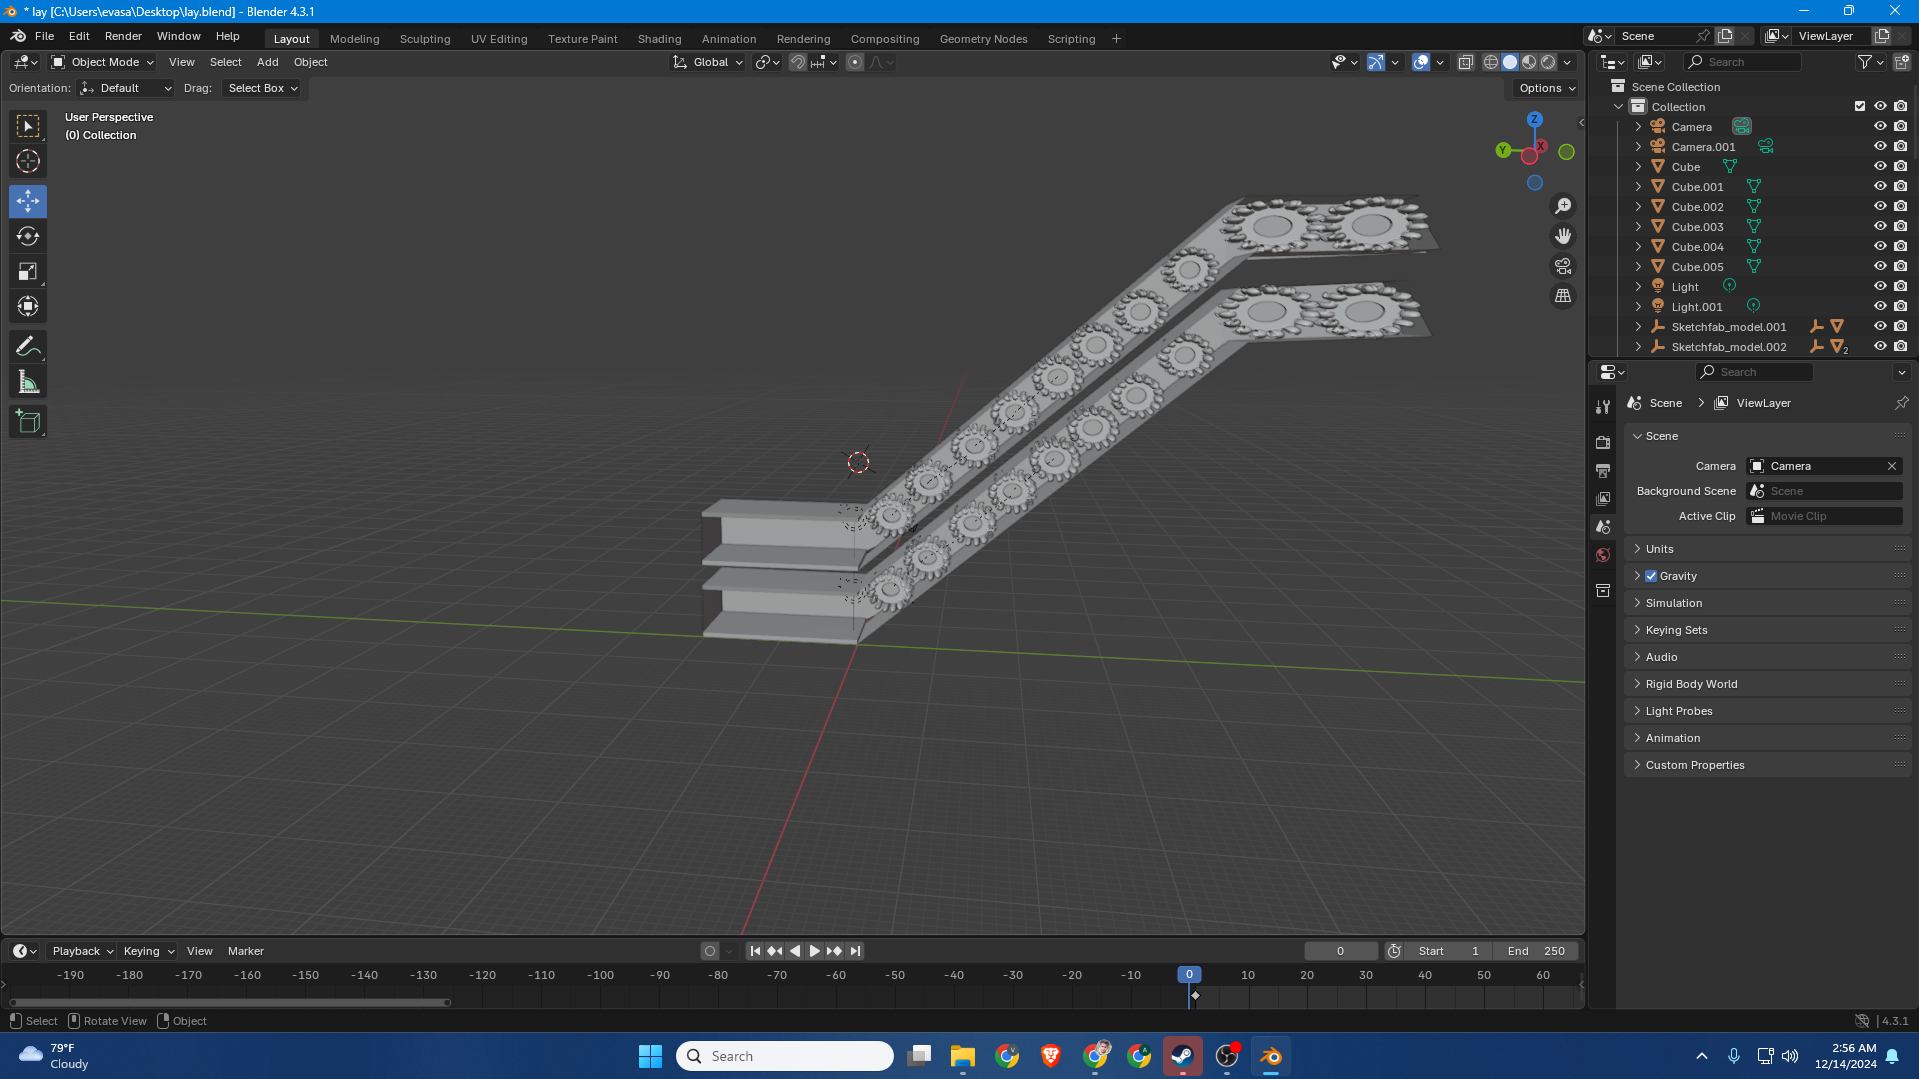 * lay [C:\Users\evasa\Desktop\lay.blend] - Blender 4.3.1
File Edit Render Window Help Layout Modeling Sculpting UV Editing Texture Paint Shading Animation Rendering Compositing Geometry Nodes Scripting + Scene ViewLayer
Object Mode View Select Add Object Global Search
Orientation: Default Drag: Select Box Options
User Perspective
(0) Collection
Z
Y
X
Scene Collection
Collection
Camera
Camera.001
Cube
Cube.001
Cube.002
Cube.003
Cube.004
Cube.005
Light
Light.001
Sketchfab_model.001
Sketchfab_model.002 2
Search
Scene > ViewLayer
Scene
Camera Camera
Background Scene Scene
Active Clip Movie Clip
Units
Gravity
Simulation
Keying Sets
Audio
Rigid Body World
Light Probes
Animation
Custom Properties
Playback Keying View Marker 0 Start 1 End 250
-190 -180 -170 -160 -150 -140 -130 -120 -110 -100 -90 -80 -70 -60 -50 -40 -30 -20 -10 0 10 20 30 40 50 60
Select Rotate View Object 4.3.1
79°F
Cloudy
Search
2:56 AM
12/14/2024